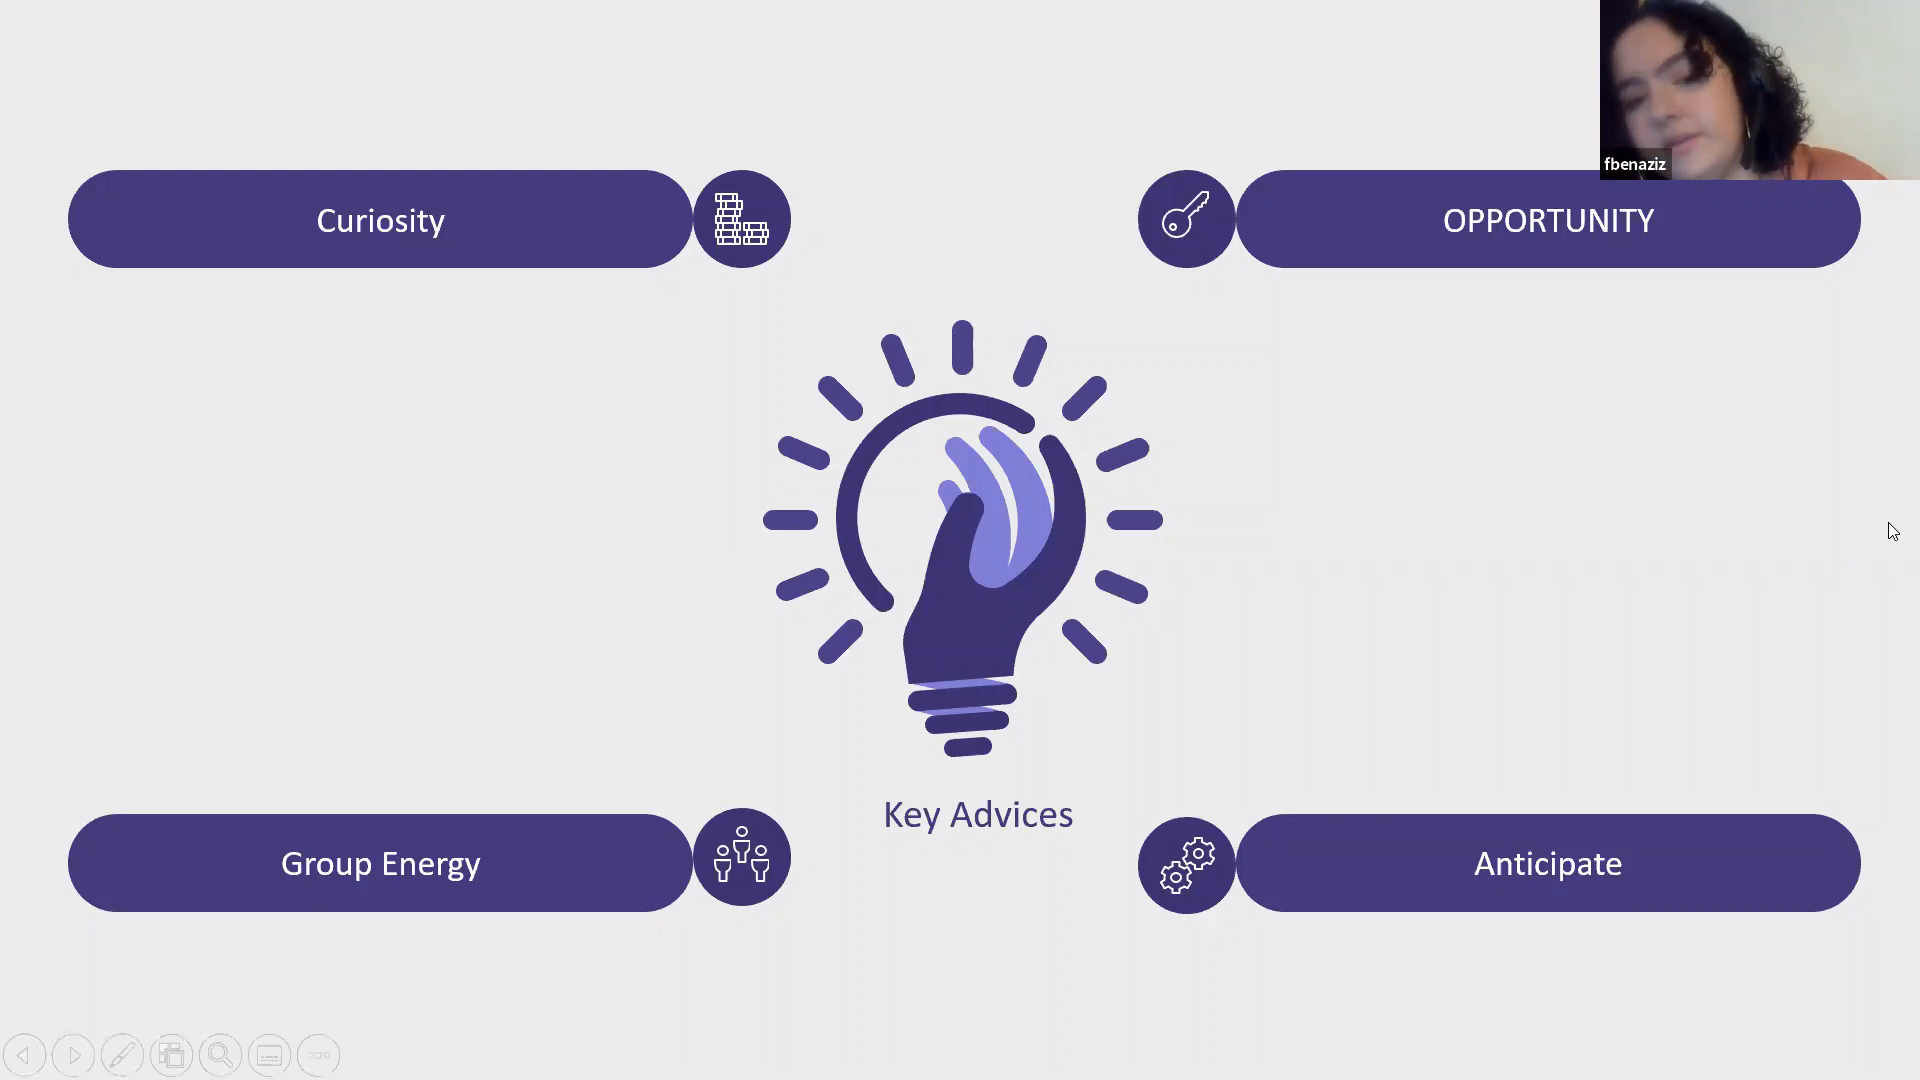 fbenaziz
Curiosity
OPPORTUNITY
Key Advices
Group Energy
Anticipate